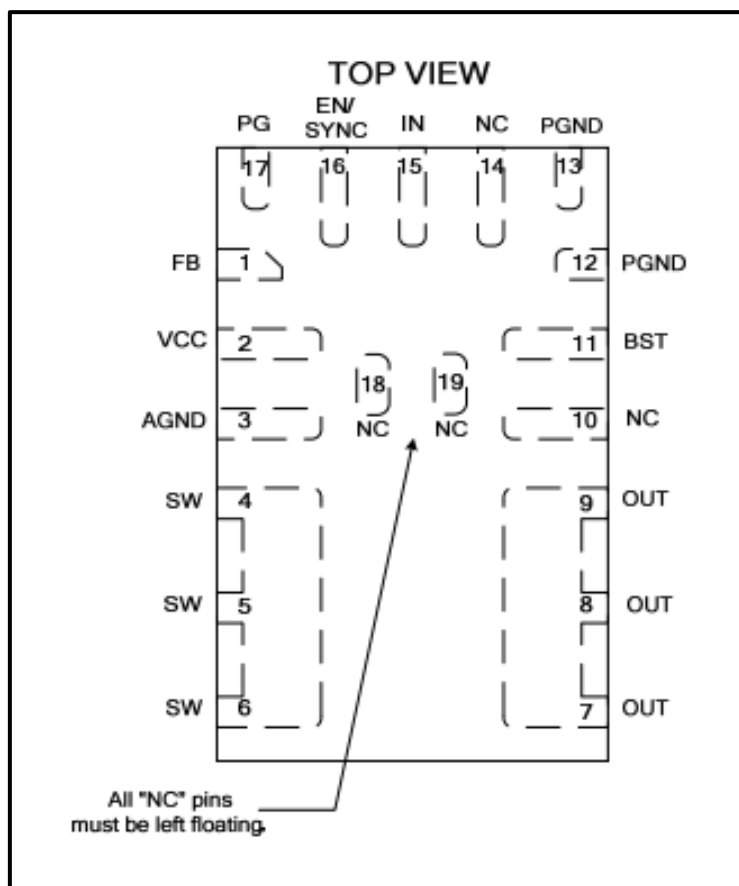 TOP VIEW
EN/
PG SYNC IN NC PGND
17 16 15 14 13
FB 1 12 PGND
VCC 2 11 BST
18 19
AGND 3 NC NC 10 NC
SW 4 9 OUT
SW 5 8 OUT
SW 6 7 OUT
All "NC" pins
must be left floating.